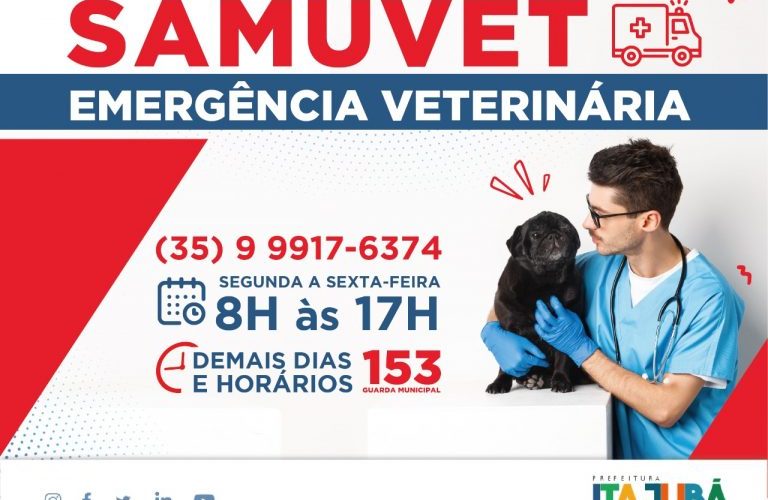 SAMUVET
EMERGÊNCIA VETERINÁRIA
(35) 9 9917-6374
SEGUNDA A SEXTA-FEIRA
8H às 17H
DEMAIS DIAS
E HORÁRIOS
153
GUARDA MUNICIPAL
PREFEITURA
ITAJUBÁ